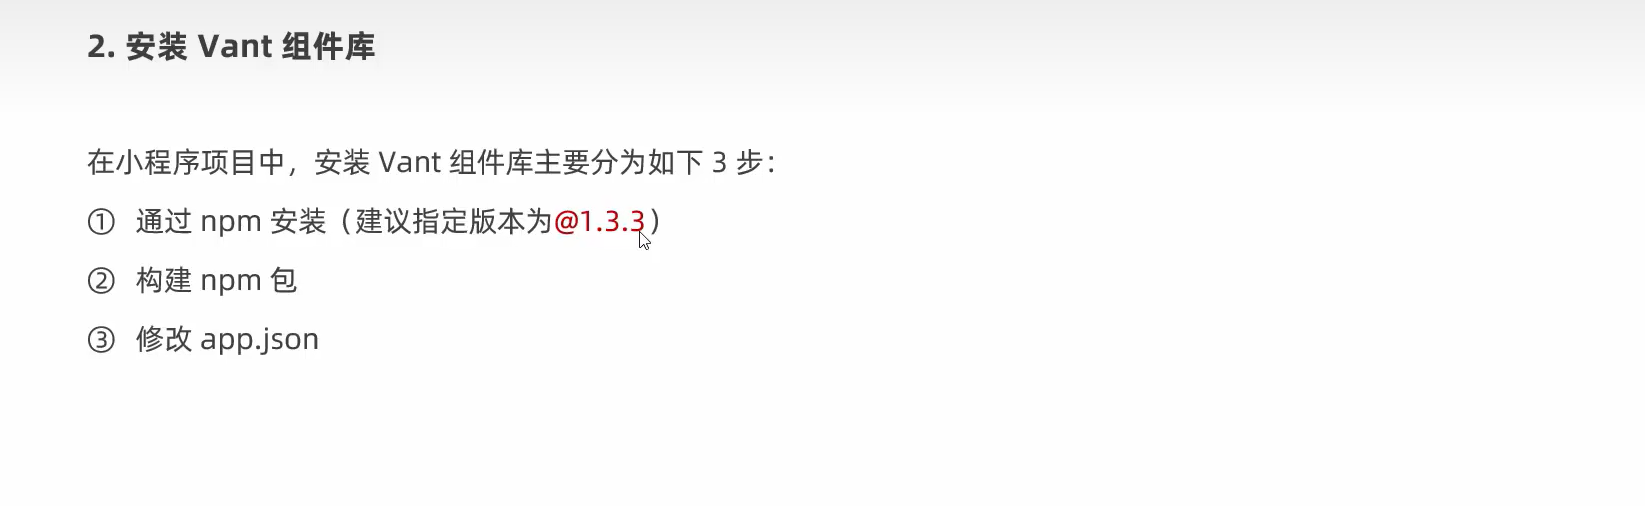 2. 安装 Vant 组件库
在小程序项目中，安装 Vant 组件库主要分为如下 3 步：
① 通过 npm 安装（建议指定版本为@1.3.3）
② 构建 npm 包
③ 修改 app.json